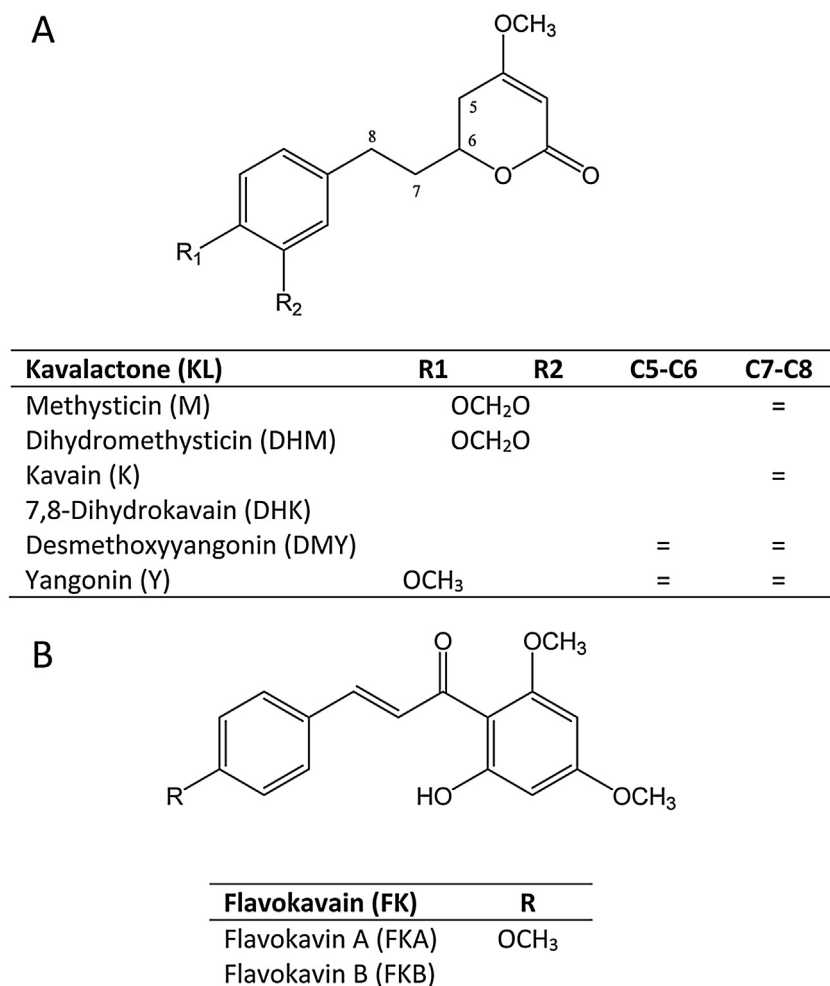 A
OCH₃
5
8
6
7
O
O
R₁
R₂
Kavalactone (KL) R1 R2 C5-C6 C7-C8
Methysticin (M) OCH₂O =
Dihydromethysticin (DHM) OCH₂O
Kavain (K) =
7,8-Dihydrokavain (DHK)
Desmethoxyyangonin (DMY) = =
Yangonin (Y) OCH₃ = =
B
O
OCH₃
R
HO
OCH₃
Flavokavain (FK) R
Flavokavin A (FKA) OCH₃
Flavokavin B (FKB)